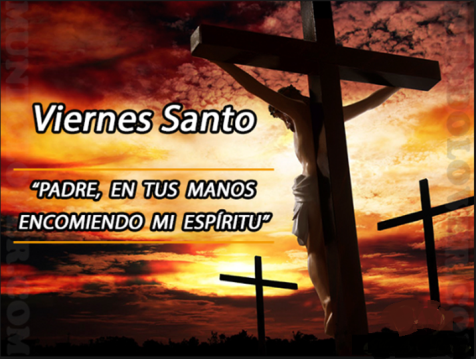 Viernes Santo
“PADRE, EN TUS MANOS
ENCOMIENDO MI ESPÍRITU”